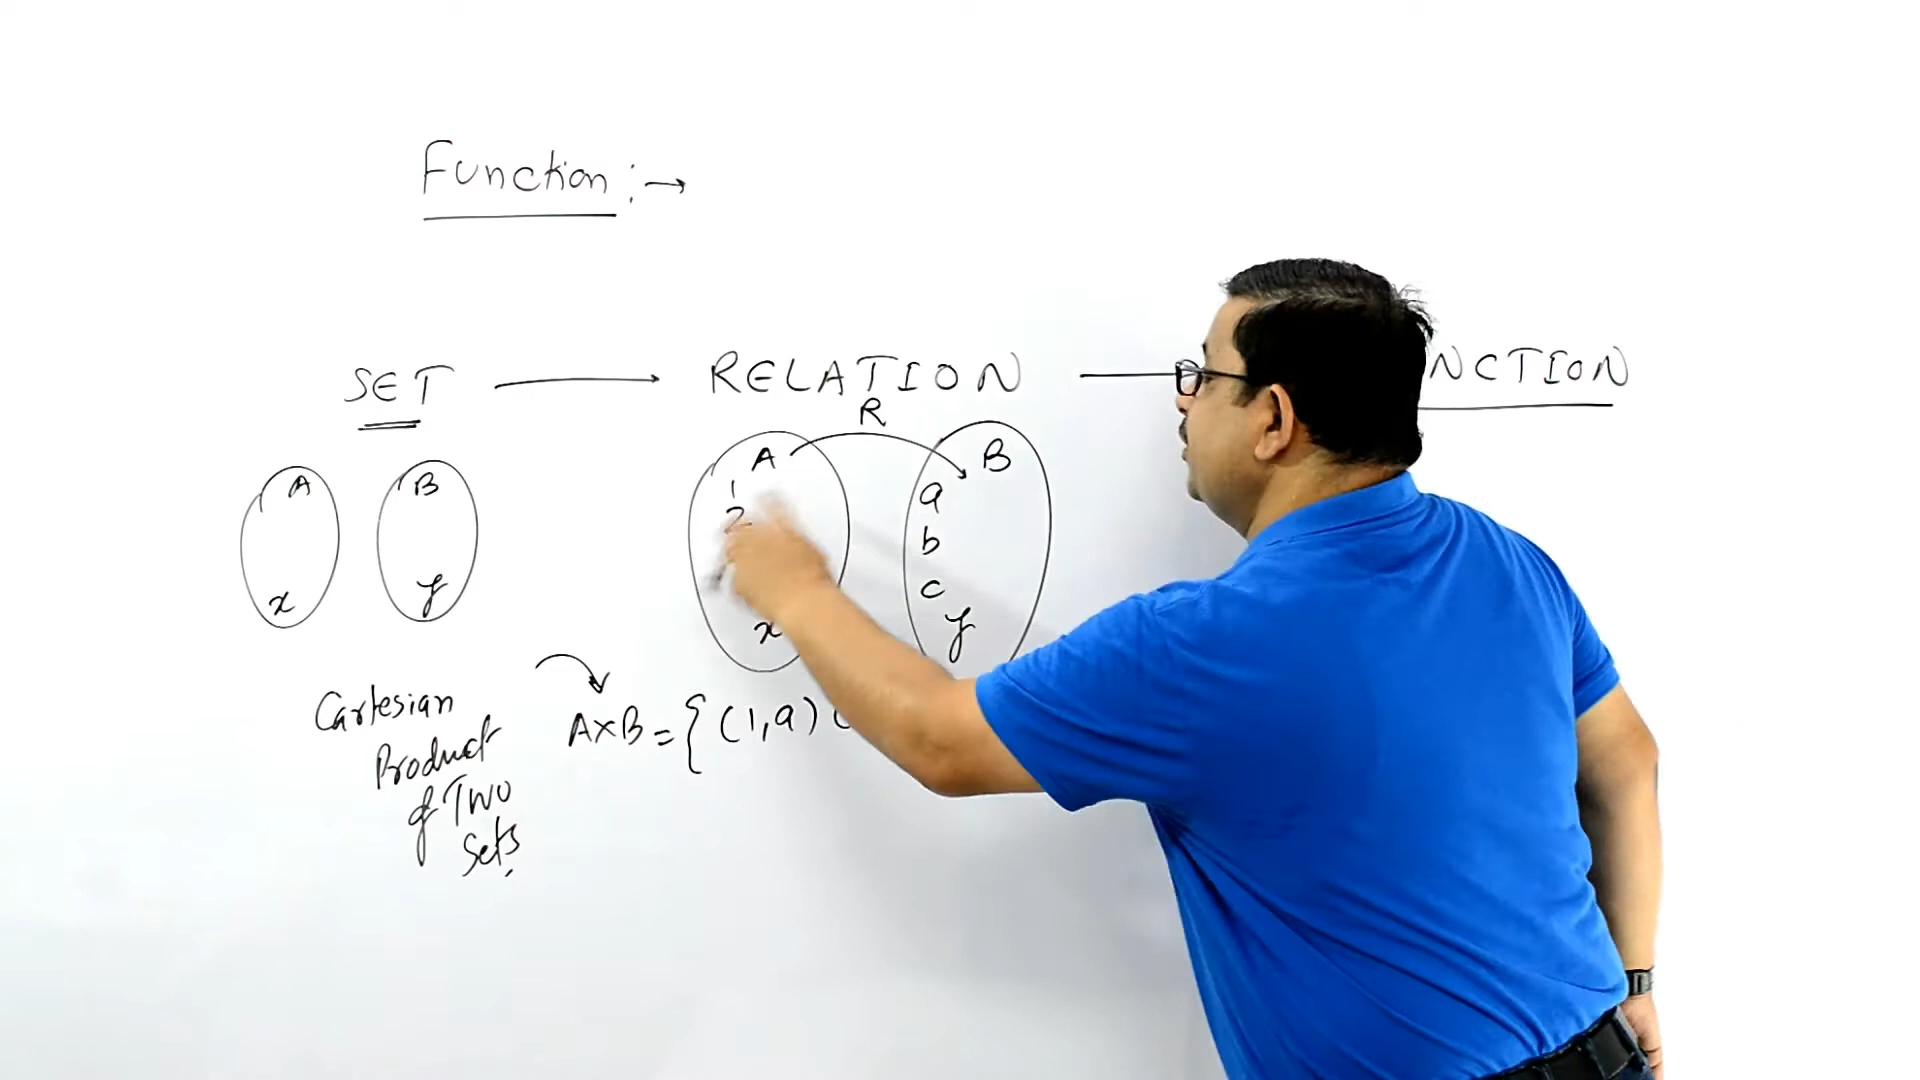 Function :→
SET → RELATION — NCTION
R
A B A B
1 a
2 b
c
x y x y
Cartesian
Product
of Two
Sets.
A×B = { (1,a) (